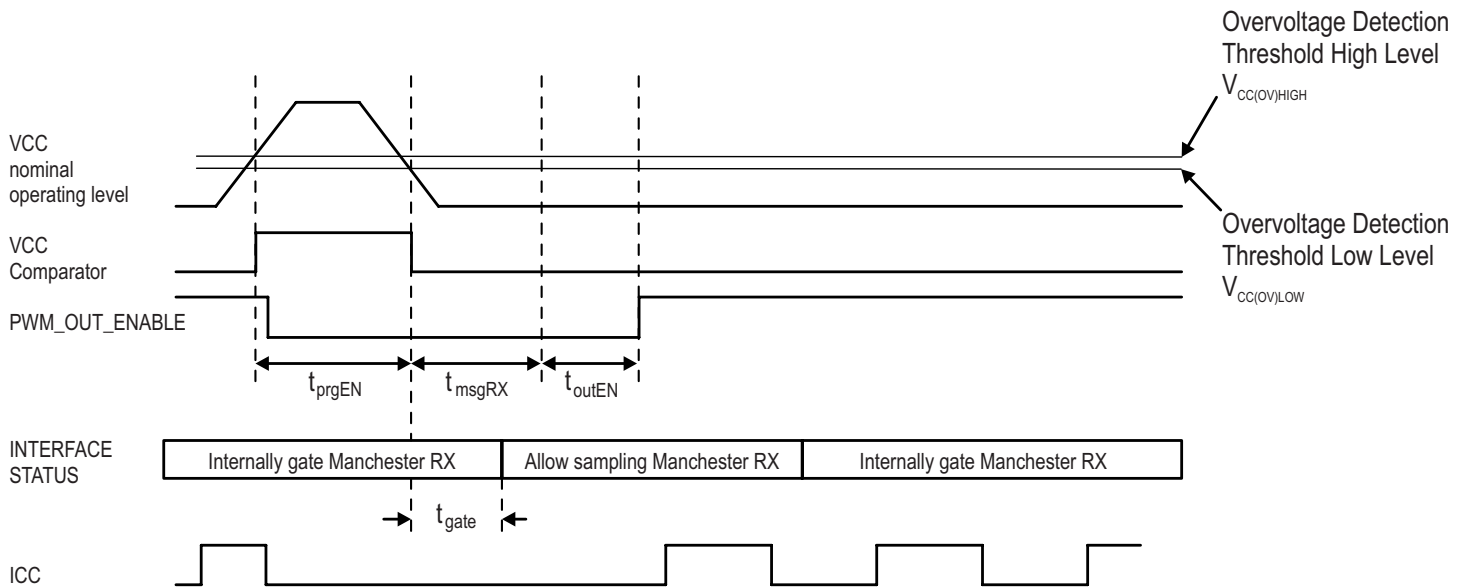 Overvoltage Detection
Threshold High Level
VCC(OV)HIGH
VCC
nominal
operating level
Overvoltage Detection
Threshold Low Level
VCC(OV)LOW
VCC
Comparator
PWM_OUT_ENABLE
tprgEN
tmsgRX
toutEN
INTERFACE
STATUS
Internally gate Manchester RX
Allow sampling Manchester RX
Internally gate Manchester RX
tgate
ICC